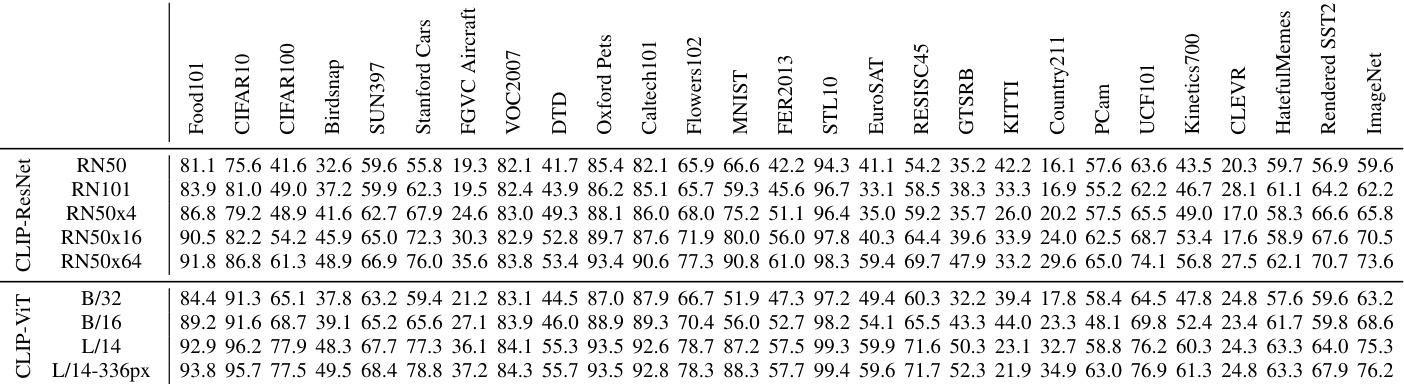 Food101 CIFAR10 CIFAR100 Birdsnap SUN397 Stanford Cars FGVC Aircraft VOC2007 DTD Oxford Pets Caltech101 Flowers102 MNIST FER2013 STL10 EuroSAT RESISC45 GTSRB KITTI Country211 PCam UCF101 Kinetics700 CLEVR HatefulMemes Rendered SST2 ImageNet
CLIP-ResNet
RN50 81.1 75.6 41.6 32.6 59.6 55.8 19.3 82.1 41.7 85.4 82.1 65.9 66.6 42.2 94.3 41.1 54.2 35.2 42.2 16.1 57.6 63.6 43.5 20.3 59.7 56.9 59.6
RN101 83.9 81.0 49.0 37.2 59.9 62.3 19.5 82.4 43.9 86.2 85.1 65.7 59.3 45.6 96.7 33.1 58.5 38.3 33.3 16.9 55.2 62.2 46.7 28.1 61.1 64.2 62.2
RN50x4 86.8 79.2 48.9 41.6 62.7 67.9 24.6 83.0 49.3 88.1 86.0 68.0 75.2 51.1 96.4 35.0 59.2 35.7 26.0 20.2 57.5 65.5 49.0 17.0 58.3 66.6 65.8
RN50x16 90.5 82.2 54.2 45.9 65.0 72.3 30.3 82.9 52.8 89.7 87.6 71.9 80.0 56.0 97.8 40.3 64.4 39.6 33.9 24.0 62.5 68.7 53.4 17.6 58.9 67.6 70.5
RN50x64 91.8 86.8 61.3 48.9 66.9 76.0 35.6 83.8 53.4 93.4 90.6 77.3 90.8 61.0 98.3 59.4 69.7 47.9 33.2 29.6 65.0 74.1 56.8 27.5 62.1 70.7 73.6
CLIP-ViT
B/32 84.4 91.3 65.1 37.8 63.2 59.4 21.2 83.1 44.5 87.0 87.9 66.7 51.9 47.3 97.2 49.4 60.3 32.2 39.4 17.8 58.4 64.5 47.8 24.8 57.6 59.6 63.2
B/16 89.2 91.6 68.7 39.1 65.2 65.6 27.1 83.9 46.0 88.9 89.3 70.4 56.0 52.7 98.2 54.1 65.5 43.3 44.0 23.3 48.1 69.8 52.4 23.4 61.7 59.8 68.6
L/14 92.9 96.2 77.9 48.3 67.7 77.3 36.1 84.1 55.3 93.5 92.6 78.7 87.2 57.5 99.3 59.9 71.6 50.3 23.1 32.7 58.8 76.2 60.3 24.3 63.3 64.0 75.3
L/14-336px 93.8 95.7 77.5 49.5 68.4 78.8 37.2 84.3 55.7 93.5 92.8 78.3 88.3 57.7 99.4 59.6 71.7 52.3 21.9 34.9 63.0 76.9 61.3 24.8 63.3 67.9 76.2